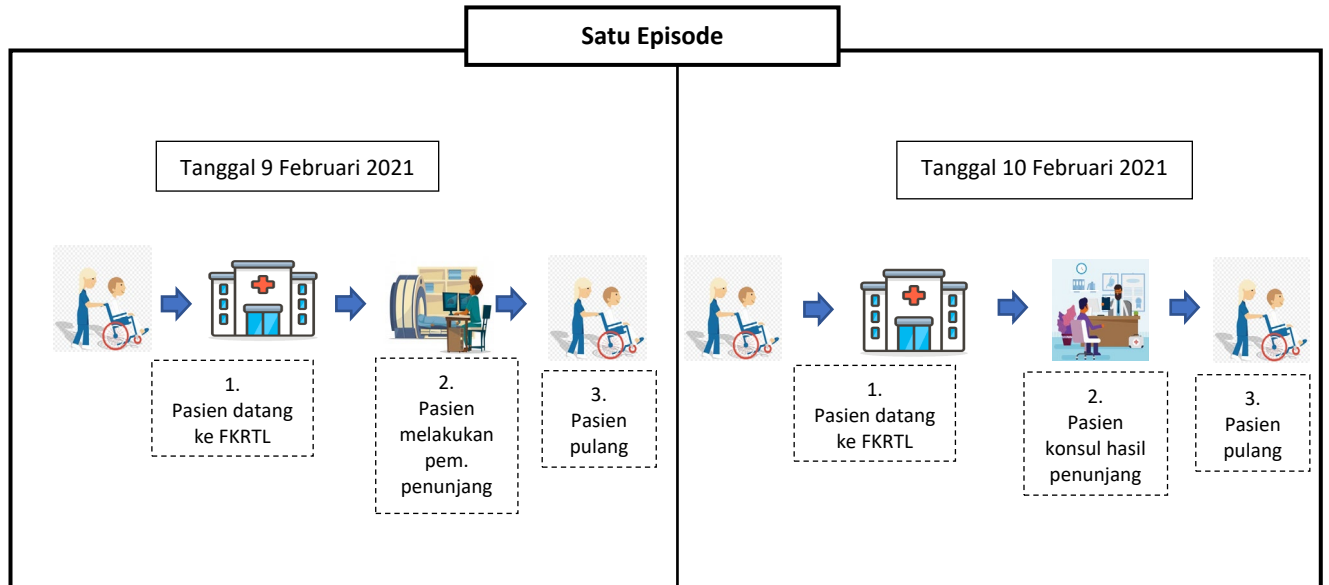 Satu Episode
Tanggal 9 Februari 2021
1.
Pasien datang
ke FKRTL
2.
Pasien
melakukan
pem.
penunjang
3.
Pasien
pulang
Tanggal 10 Februari 2021
1.
Pasien datang
ke FKRTL
2.
Pasien
konsul hasil
penunjang
3.
Pasien
pulang